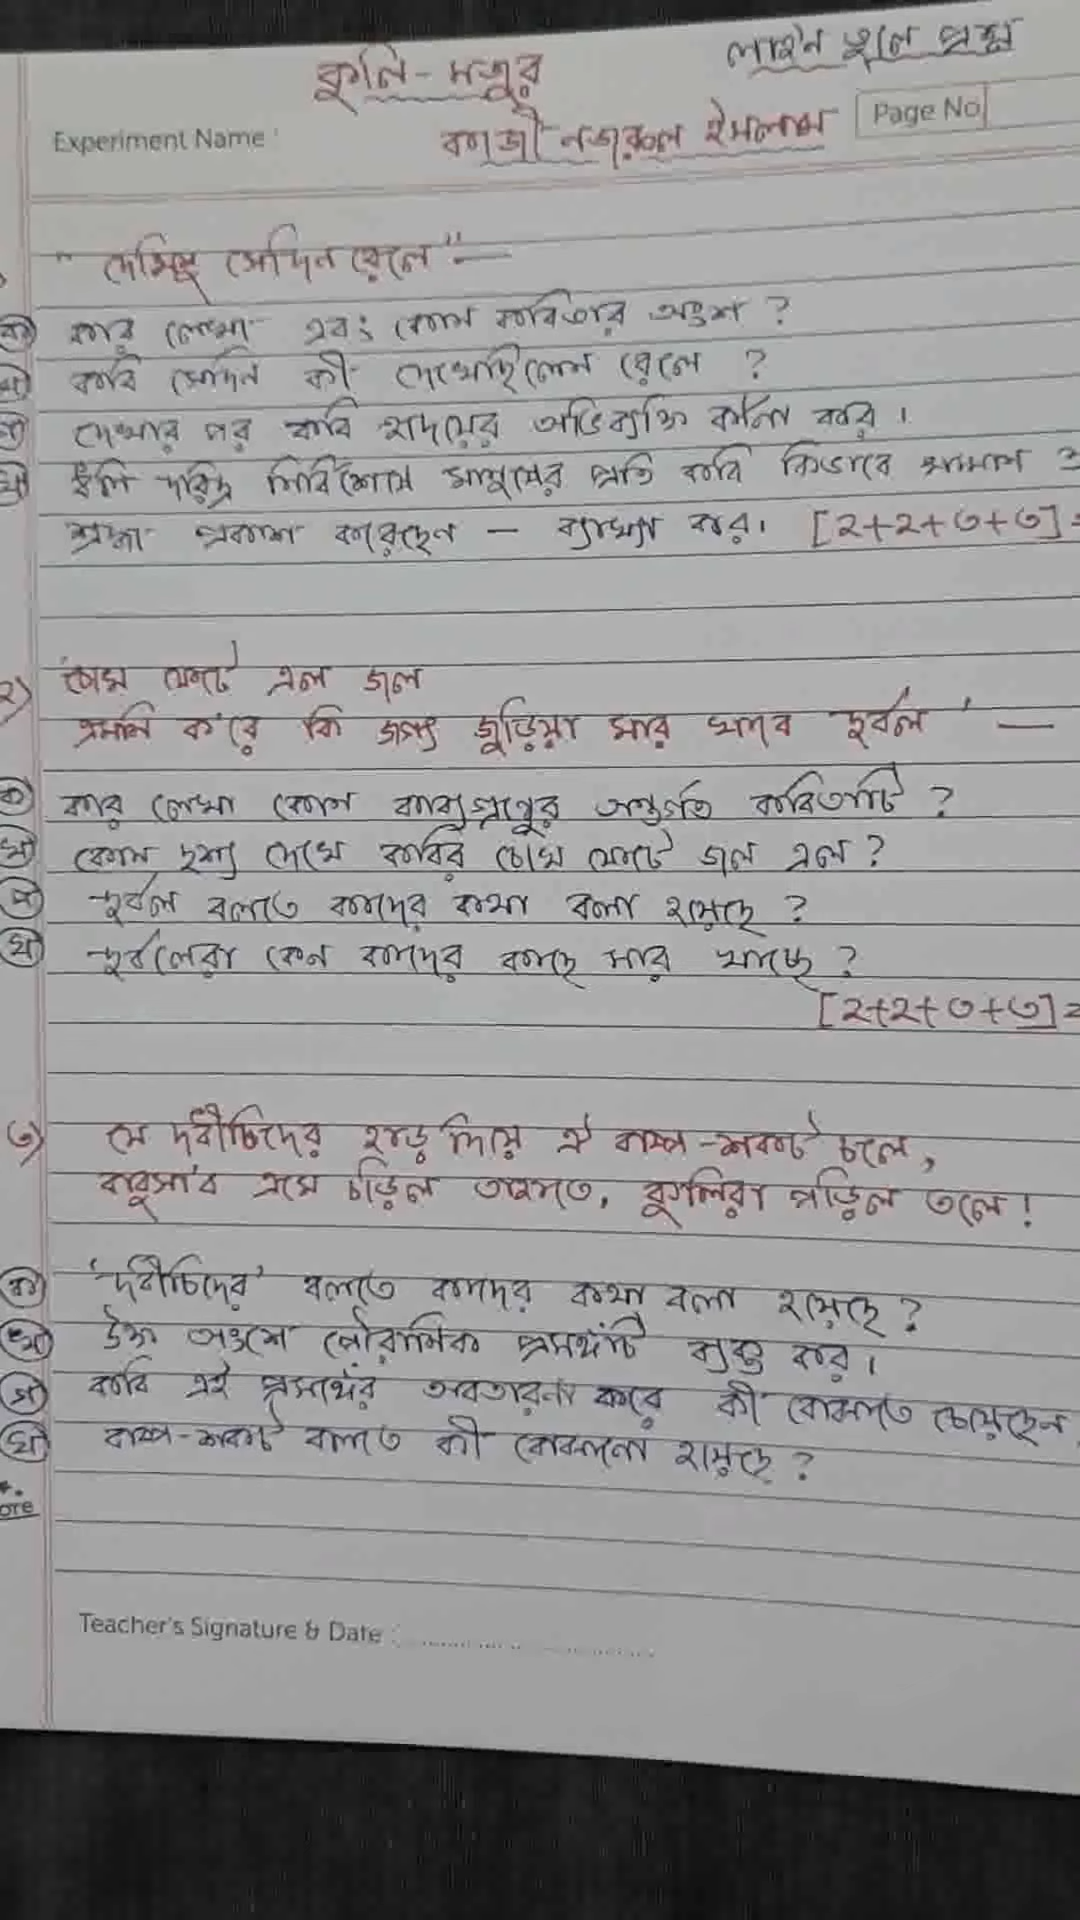 কুলি-মজুর
লাইন তুলে প্রশ্ন
Experiment Name :
কাজী নজরুল ইসলাম
Page No
"দেখিনু সেদিন রেলে" —
ক) কার লেখা এবং কোন কবিতার অংশ ?
খ) কবি সেদিন কী দেখেছিলেন রেলে ?
গ) দেখার পর কবি হৃদয়ের অভিব্যক্তি বর্ণনা কর ।
ঘ) ধনি দরিদ্র নির্বিশেষে মানুষের প্রতি কবি কিভাবে
শ্রদ্ধা প্রকাশ করেছেন — ব্যাখ্যা কর। [২+২+৩+৩]=
২) 'চোখ ফেটে এল জল
এমনি ক'রে কি জগৎ জুড়িয়া মার খাবে দুর্বল' —
ক) কার লেখা কোন কাব্যগ্রন্থের অন্তর্গত কবিতাটি ?
খ) কোন দৃশ্য দেখে কবির চোখ ফেটে জল এল ?
গ) দুর্বল বলতে কাদের কথা বলা হয়েছে ?
ঘ) দুর্বলেরা কেন কাদের কাছে মার খাচ্ছে ?
[২+২+৩+৩]=
৩) যে দধীচিদের হাড় দিয়ে ঐ বাষ্প-শকট চলে,
বাবুসা'ব এসে চড়িল তাহাতে, কুলিরা পড়িল তলে !
ক) 'দধীচিদের' বলতে কাদের কথা বলা হয়েছে ?
খ) উক্ত অংশে পৌরাণিক প্রসঙ্গটি ব্যক্ত কর ।
গ) কবি এই প্রসঙ্গের অবতারনা করে কী বোঝাতে চেয়েছেন
ঘ) বাষ্প-শকট বলতে কী বোঝানো হয়েছে ?
ore
Teacher's Signature & Date :